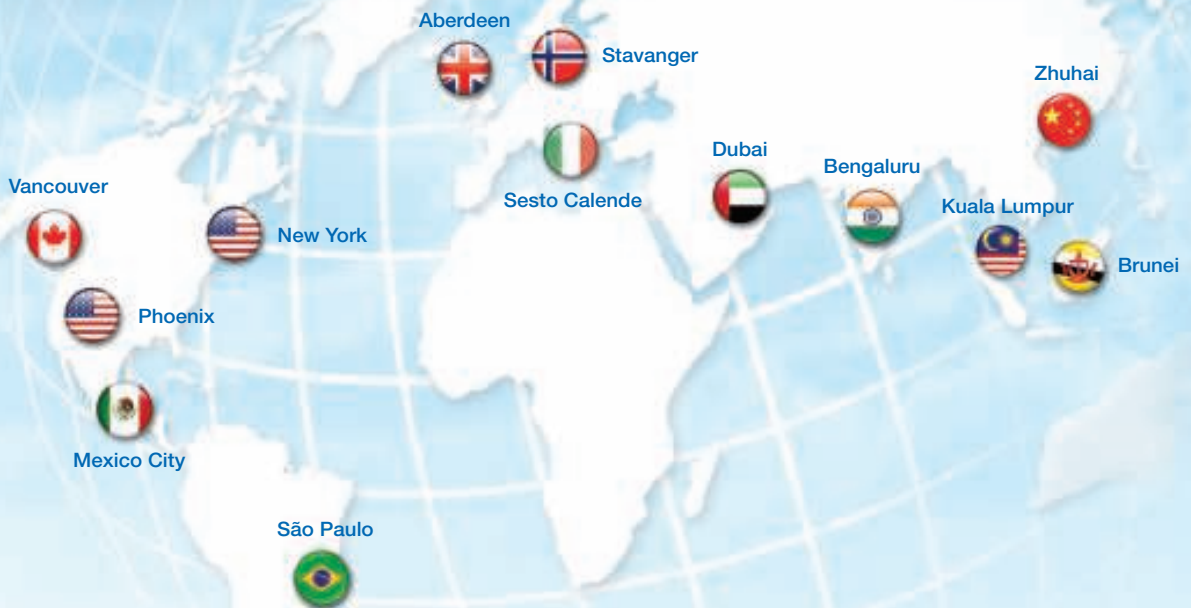 Aberdeen
Stavanger
Zhuhai
Dubai
Bengaluru
Vancouver
Sesto Calende
Kuala Lumpur
New York
Brunei
Phoenix
Mexico City
São Paulo